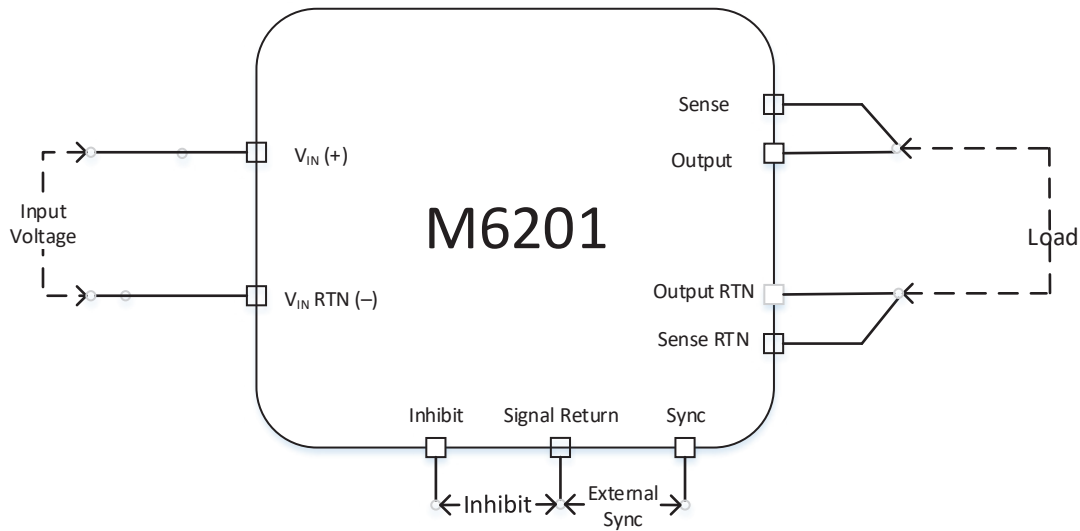 Sense
V_IN (+)
Output
M6201
Input
Voltage
Load
V_IN RTN (–)
Output RTN
Sense RTN
Inhibit
Signal Return
Sync
Inhibit
External
Sync